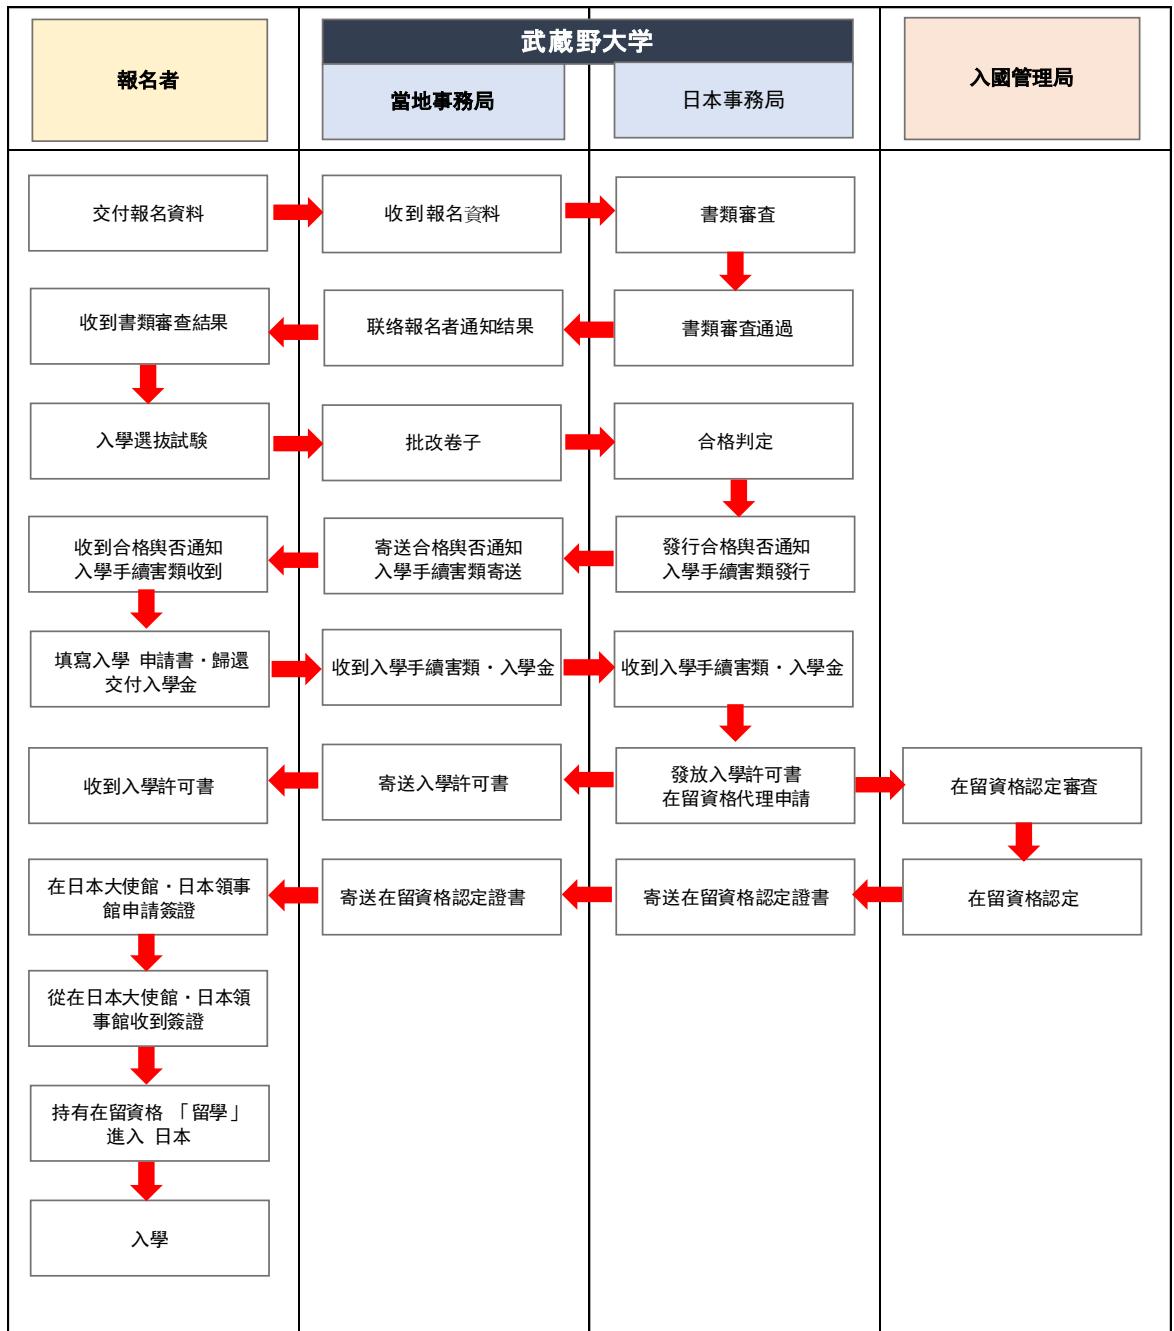 武蔵野大学
報名者
當地事務局
日本事務局
入國管理局
交付報名資料
收到報名資料
書類審査
收到書類審查結果
联络報名者通知结果
書類審査通過
入學選拔試驗
批改卷子
合格判定
收到合格與否通知
入學手續害類收到
寄送合格與否通知
入學手續害類寄送
發行合格與否通知
入學手續害類發行
填寫入學 申請書・歸還
交付入學金
收到入學手續害類・入學金
收到入學手續害類・入學金
收到入學許可書
寄送入學許可書
發放入學許可書
在留資格代理申請
在留資格認定審查
在日本大使館・日本領事
館申請簽證
寄送在留資格認定證書
寄送在留資格認定證書
在留資格認定
從在日本大使館・日本領
事館收到簽證
持有在留資格 「留學」
進入 日本
入學